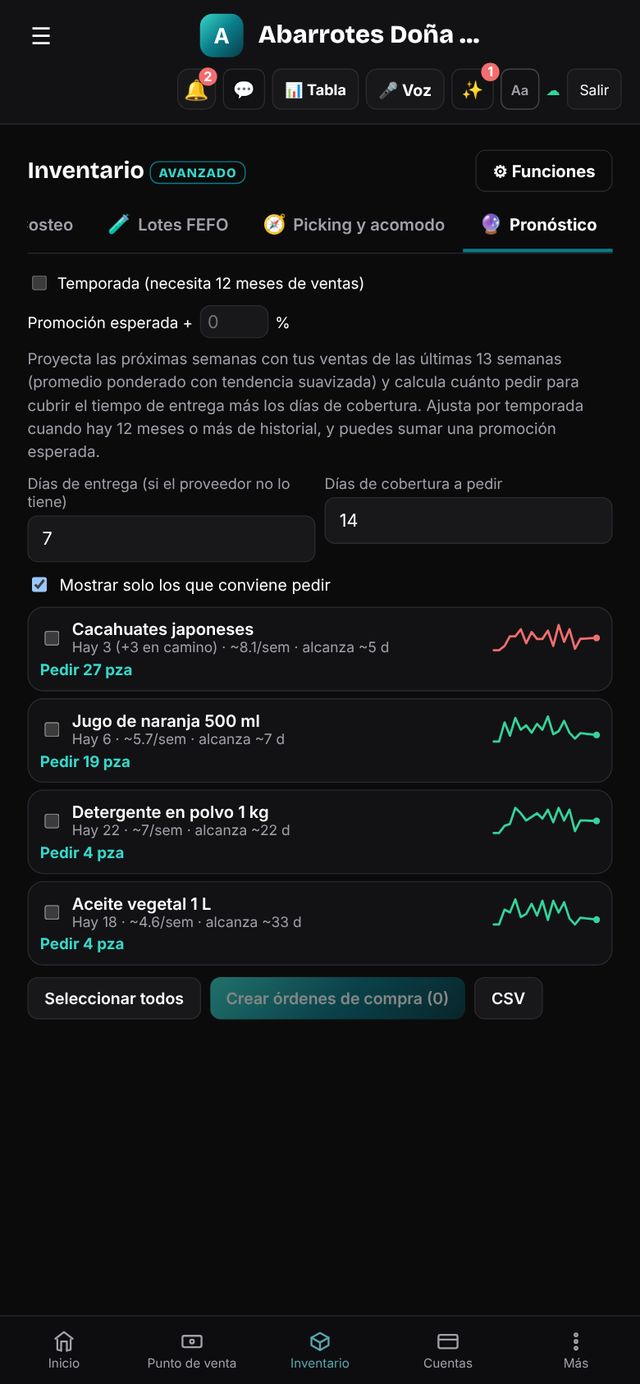 A
Abarrotes Doña ...
2
Tabla
Voz
1
Aa
Salir
Inventario
AVANZADO
Funciones
osteo
Lotes FEFO
Picking y acomodo
Pronóstico
Temporada (necesita 12 meses de ventas)
Promoción esperada + 0 %
Proyecta las próximas semanas con tus ventas de las últimas 13 semanas
(promedio ponderado con tendencia suavizada) y calcula cuánto pedir para
cubrir el tiempo de entrega más los días de cobertura. Ajusta por temporada
cuando hay 12 meses o más de historial, y puedes sumar una promoción
esperada.
Días de entrega (si el proveedor no lo
tiene)
7
Días de cobertura a pedir
14
Mostrar solo los que conviene pedir
Cacahuates japoneses
Hay 3 (+3 en camino) · ~8.1/sem · alcanza ~5 d
Pedir 27 pza
Jugo de naranja 500 ml
Hay 6 · ~5.7/sem · alcanza ~7 d
Pedir 19 pza
Detergente en polvo 1 kg
Hay 22 · ~7/sem · alcanza ~22 d
Pedir 4 pza
Aceite vegetal 1 L
Hay 18 · ~4.6/sem · alcanza ~33 d
Pedir 4 pza
Seleccionar todos
Crear órdenes de compra (0)
CSV
Inicio
Punto de venta
Inventario
Cuentas
Más